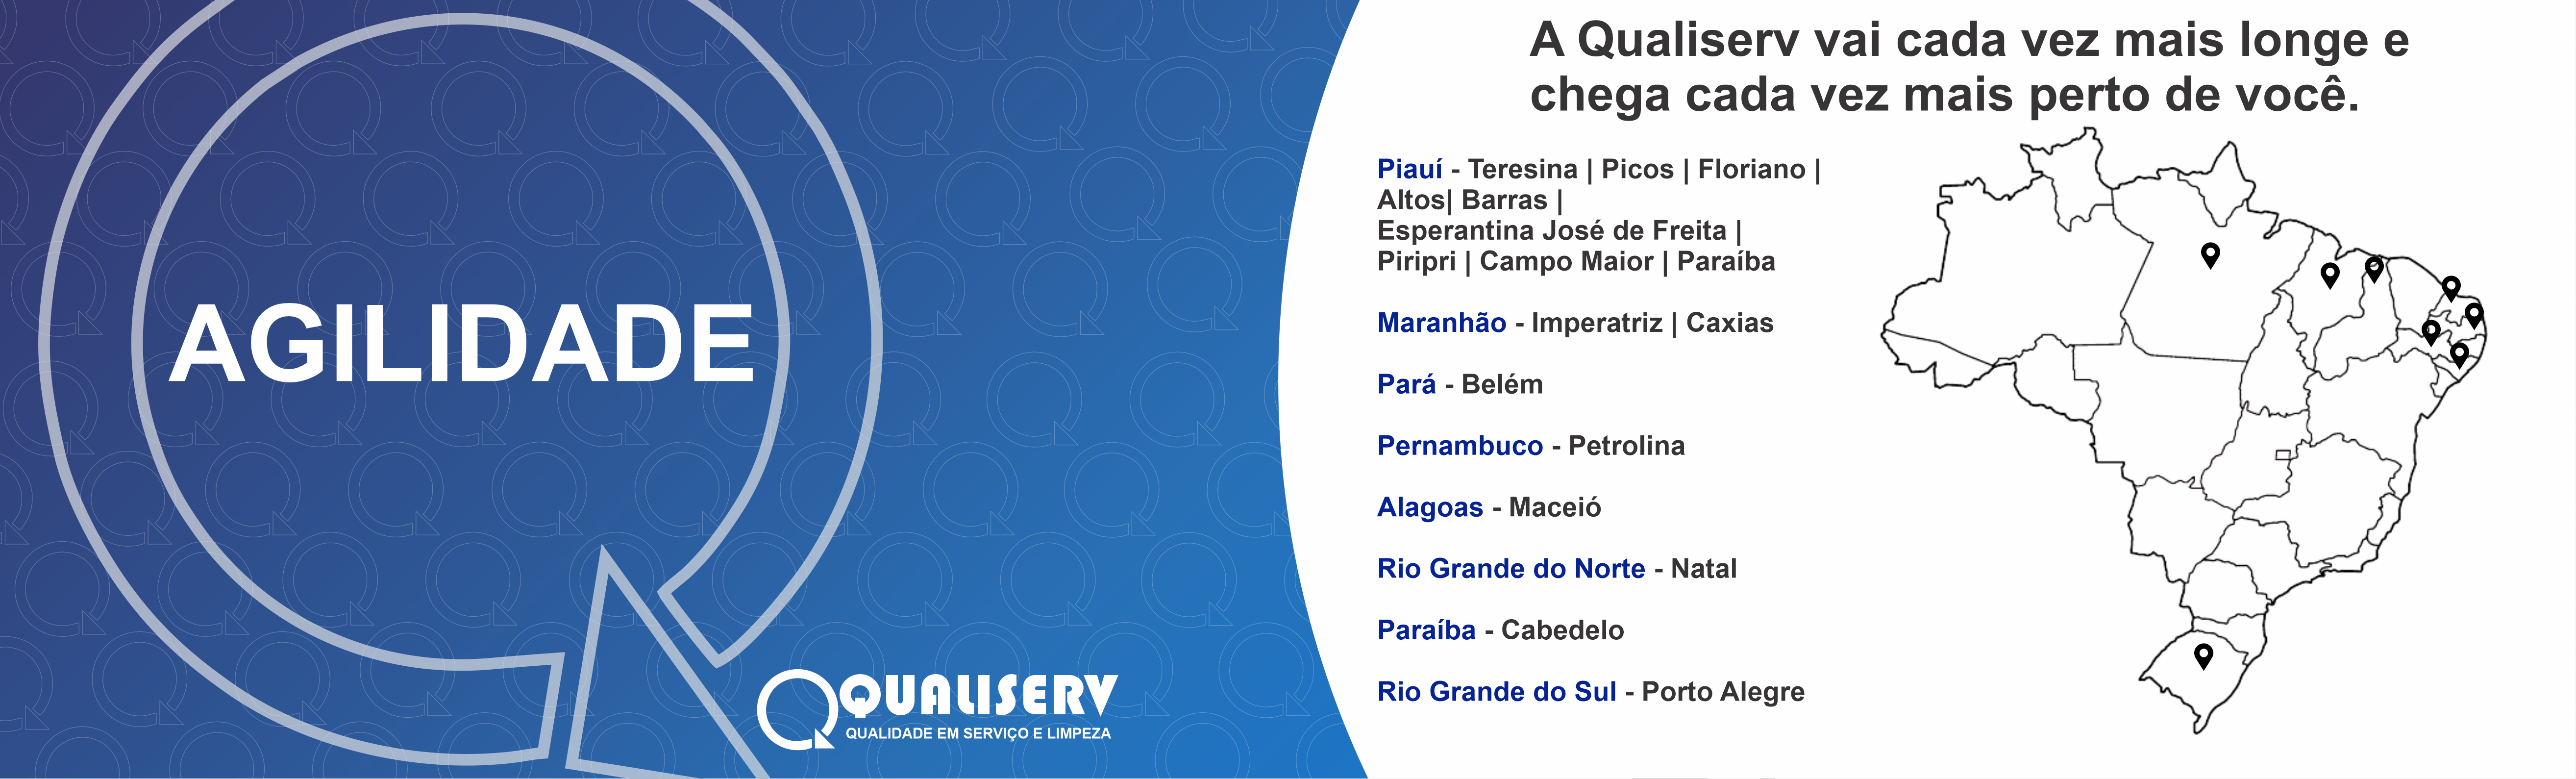 AGILIDADE
QUALISERV
QUALIDADE EM SERVIÇO E LIMPEZA
A Qualiserv vai cada vez mais longe e
chega cada vez mais perto de você.
Piauí - Teresina | Picos | Floriano |
Altos| Barras |
Esperantina José de Freita |
Piripri | Campo Maior | Paraíba
Maranhão - Imperatriz | Caxias
Pará - Belém
Pernambuco - Petrolina
Alagoas - Maceió
Rio Grande do Norte - Natal
Paraíba - Cabedelo
Rio Grande do Sul - Porto Alegre